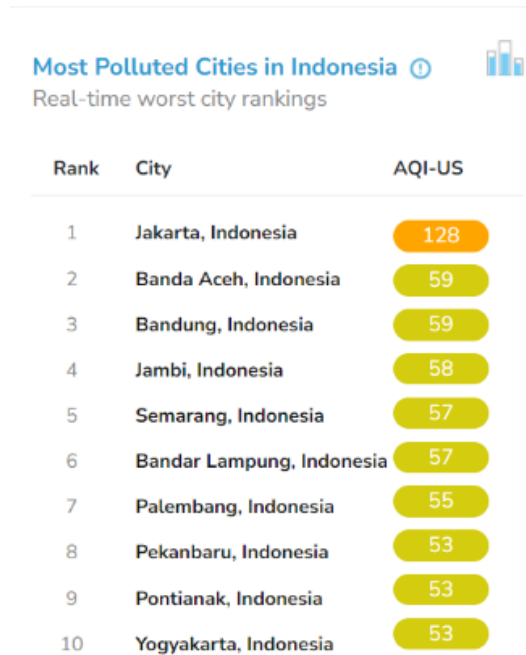 Most Polluted Cities in Indonesia
Real-time worst city rankings
Rank City AQI-US
1 Jakarta, Indonesia 128
2 Banda Aceh, Indonesia 59
3 Bandung, Indonesia 59
4 Jambi, Indonesia 58
5 Semarang, Indonesia 57
6 Bandar Lampung, Indonesia 57
7 Palembang, Indonesia 55
8 Pekanbaru, Indonesia 53
9 Pontianak, Indonesia 53
10 Yogyakarta, Indonesia 53